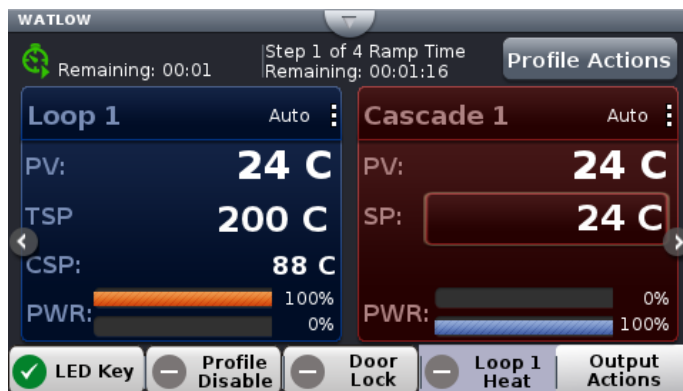 WATLOW
Remaining: 00:01
Step 1 of 4 Ramp Time
Remaining: 00:01:16
Profile Actions
Loop 1 Auto
PV: 24 C
TSP 200 C
CSP: 88 C
PWR: 100%
0%
Cascade 1 Auto
PV: 24 C
SP: 24 C
PWR: 0%
100%
LED Key
Profile
Disable
Door
Lock
Loop 1
Heat
Output
Actions